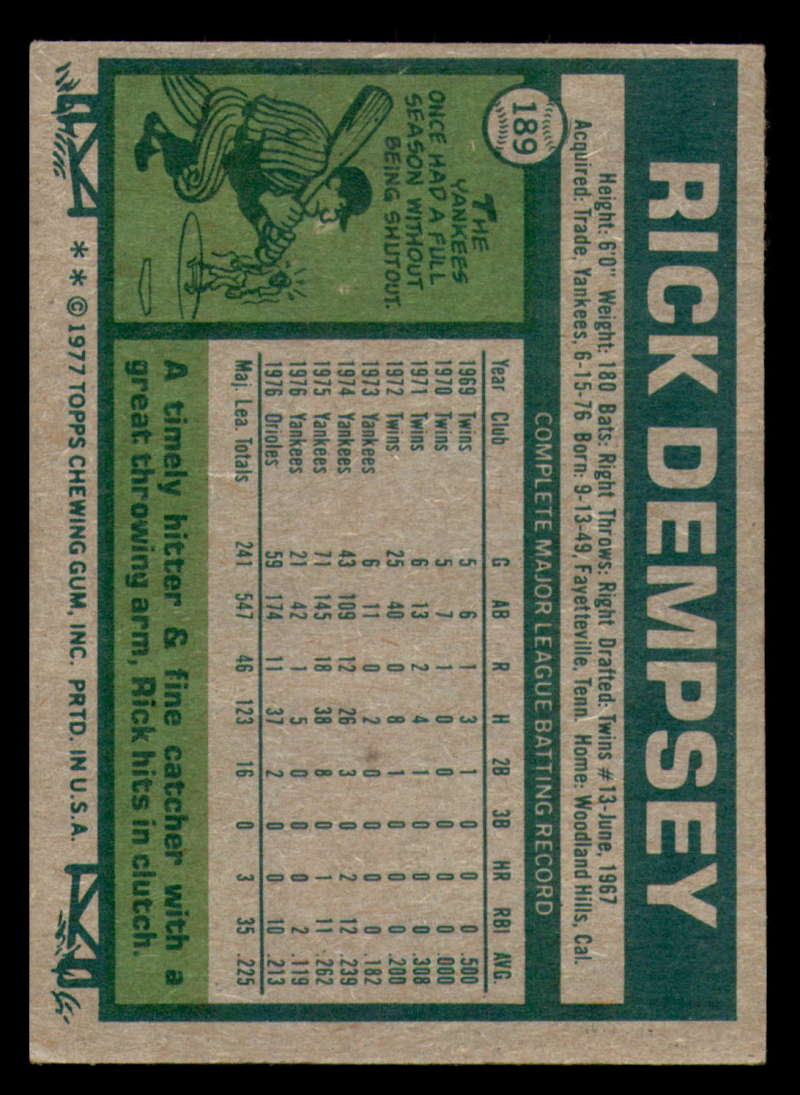 189
RICK DEMPSEY
Height: 6'0" Weight: 180 Bats: Right Throws: Right Drafted: Twins #13-June, 1967
Acquired: Trade, Yankees, 6-15-76 Born: 9-13-49, Fayetteville, Tenn. Home: Woodland Hills, Cal.
THE
YANKEES
ONCE HAD A FULL
SEASON WITHOUT
BEING SHUTOUT.
COMPLETE MAJOR LEAGUE BATTING RECORD
Year Club G AB R H 2B 3B HR RBI AVG.
1969 Twins 5 6 1 3 1 0 0 0 .500
1970 Twins 5 7 1 0 0 0 0 0 .000
1971 Twins 6 13 2 4 1 0 0 0 .308
1972 Twins 25 40 0 8 1 0 0 0 .200
1973 Yankees 6 11 0 2 0 0 0 0 .182
1974 Yankees 43 109 12 26 3 0 2 12 .239
1975 Yankees 71 145 18 38 8 0 1 11 .262
1976 Yankees 21 42 1 5 0 0 0 2 .119
1976 Orioles 59 174 11 37 2 0 0 10 .213
Maj. Lea. Totals 241 547 46 123 16 0 3 35 .225
A timely hitter & fine catcher with a
great throwing arm, Rick hits in clutch.
* * © 1977 TOPPS CHEWING GUM, INC. PRTD. IN U.S.A.